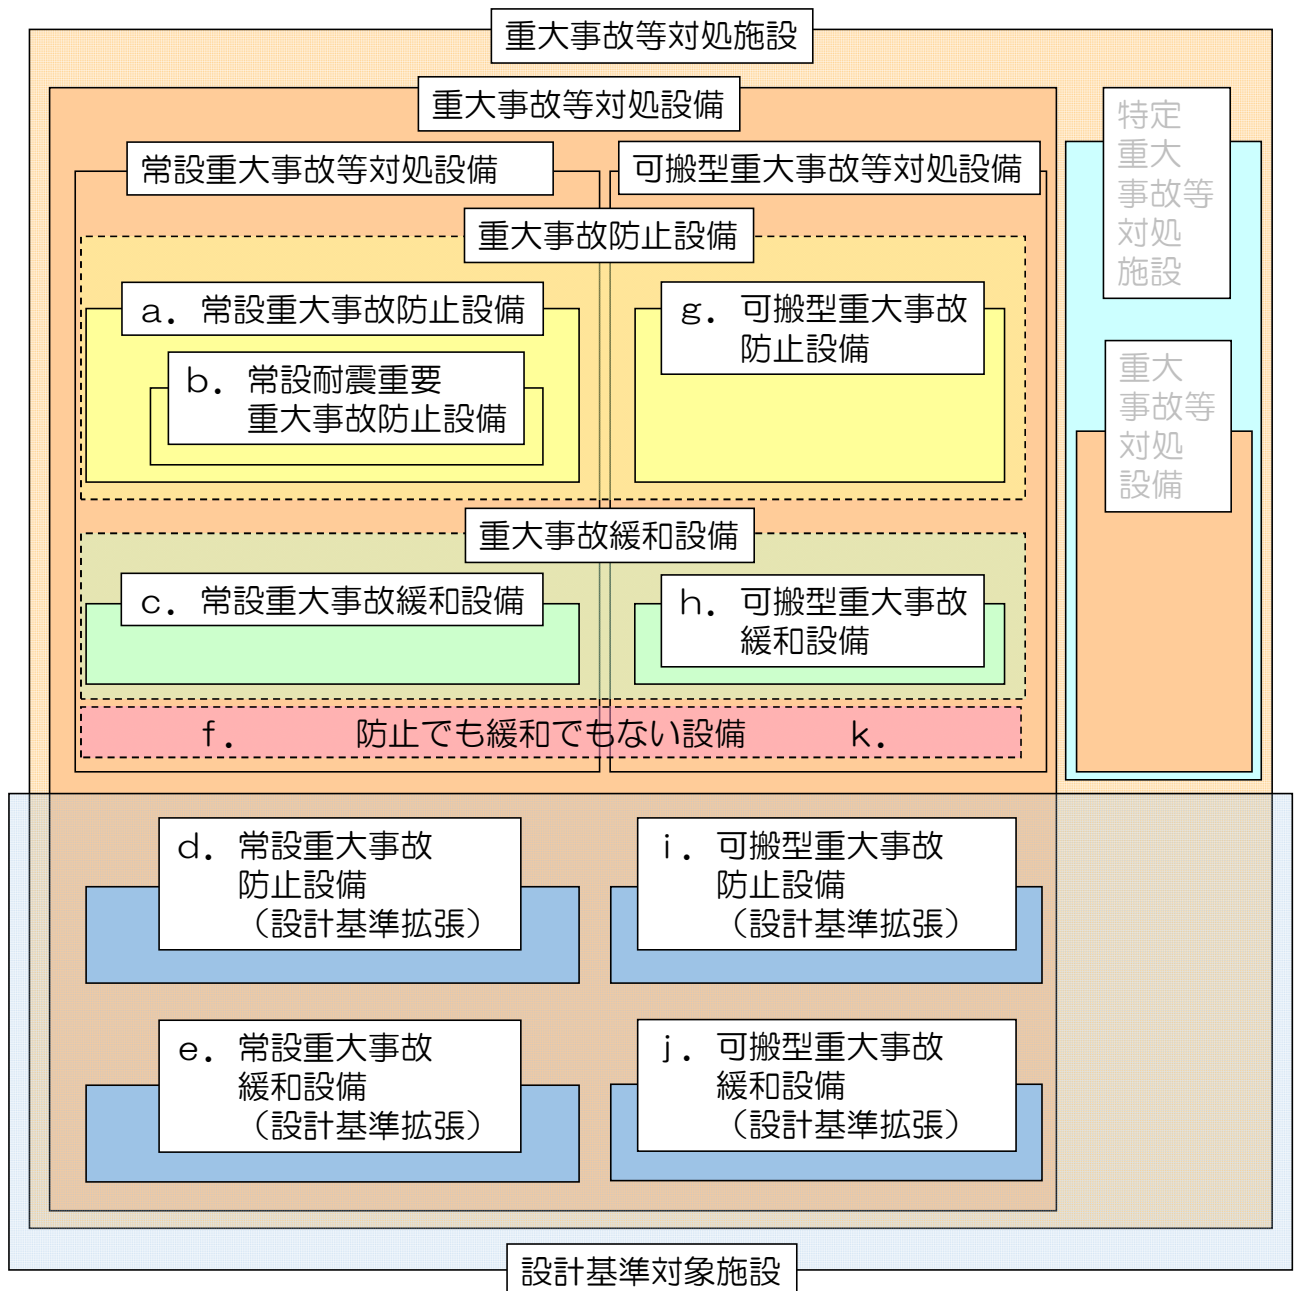 重大事故等対処施設
重大事故等対処設備
常設重大事故等対処設備
可搬型重大事故等対処設備
重大事故防止設備
a．常設重大事故防止設備
b．常設耐震重要
重大事故防止設備
g．可搬型重大事故
防止設備
重大事故緩和設備
c．常設重大事故緩和設備
h．可搬型重大事故
緩和設備
f．　防止でも緩和でもない設備　k．
特定
重大
事故等
対処
施設
重大
事故等
対処
設備
d．常設重大事故
防止設備
（設計基準拡張）
i．可搬型重大事故
防止設備
（設計基準拡張）
e．常設重大事故
緩和設備
（設計基準拡張）
j．可搬型重大事故
緩和設備
（設計基準拡張）
設計基準対象施設